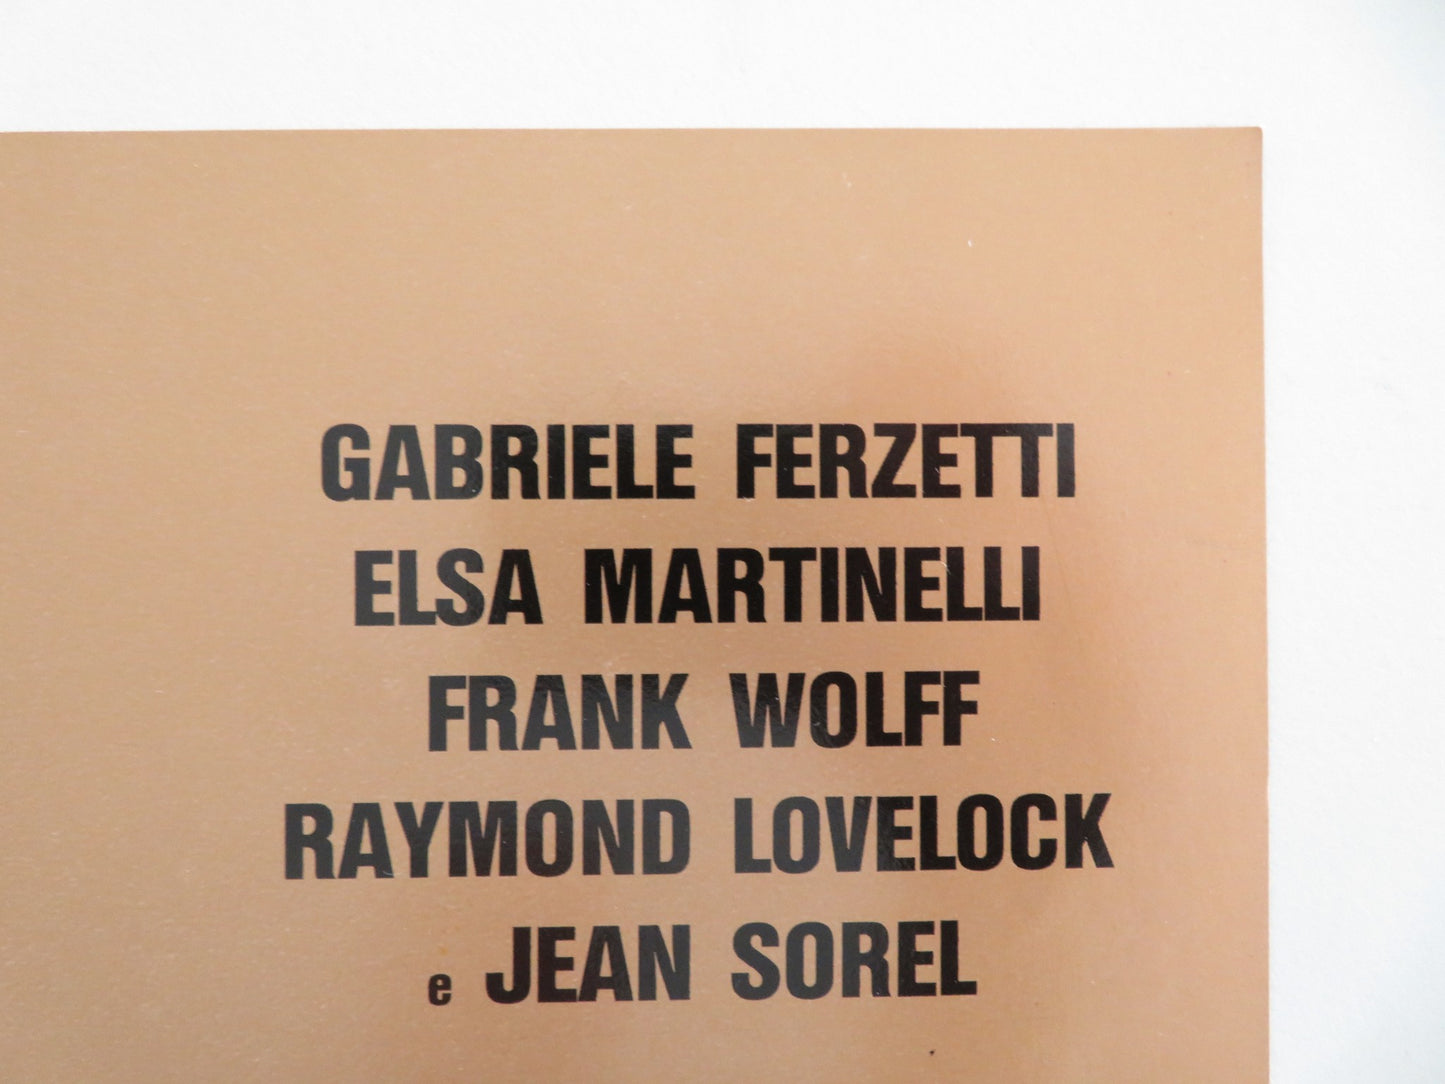 GABRIELE FERZETTI
ELSA MARTINELLI
FRANK WOLFF
RAYMOND LOVELOCK
e JEAN SOREL